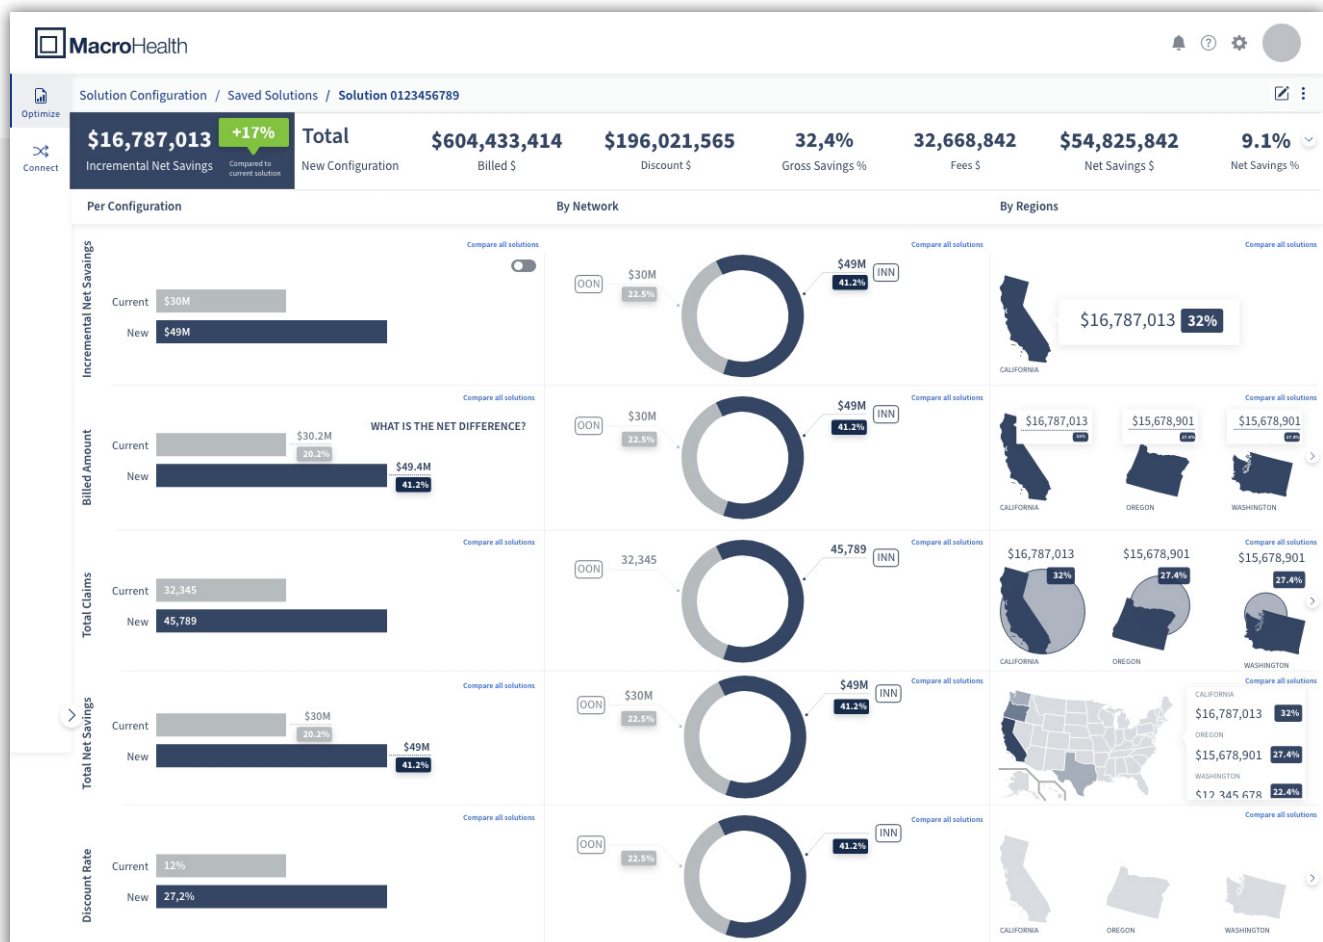 MacroHealth
Optimize
Connect
Solution Configuration / Saved Solutions / Solution 0123456789
$16,787,013
Incremental Net Savings
+17%
Compared to
current solution
Total
New Configuration
$604,433,414
Billed $
$196,021,565
Discount $
32,4%
Gross Savings %
32,668,842
Fees $
$54,825,842
Net Savings $
9.1%
Net Savings %
Per Configuration
By Network
By Regions
Incremental Net Savaings
Compare all solutions
Current
$30M
New
$49M
Compare all solutions
OON
$30M
22.5%
$49M
41.2%
INN
Compare all solutions
$16,787,013 32%
CALIFORNIA
Billed Amount
Compare all solutions
WHAT IS THE NET DIFFERENCE?
Current
$30.2M
20.2%
New
$49.4M
41.2%
Compare all solutions
OON
$30M
22.5%
$49M
41.2%
INN
Compare all solutions
$16,787,013
32%
CALIFORNIA
$15,678,901
27.4%
OREGON
$15,678,901
27.4%
WASHINGTON
Total Claims
Compare all solutions
Current
32,345
New
45,789
Compare all solutions
OON
32,345
45,789
INN
Compare all solutions
$16,787,013
32%
CALIFORNIA
$15,678,901
27.4%
OREGON
$15,678,901
27.4%
WASHINGTON
Total Net Savings
Compare all solutions
Current
$30M
20.2%
New
$49M
41.2%
Compare all solutions
OON
$30M
22.5%
$49M
41.2%
INN
Compare all solutions
CALIFORNIA
$16,787,013 32%
OREGON
$15,678,901 27.4%
WASHINGTON
$12,345,678 22.4%
Discount Rate
Compare all solutions
Current
12%
New
27,2%
Compare all solutions
OON
22.5%
41.2%
INN
Compare all solutions
CALIFORNIA
OREGON
WASHINGTON